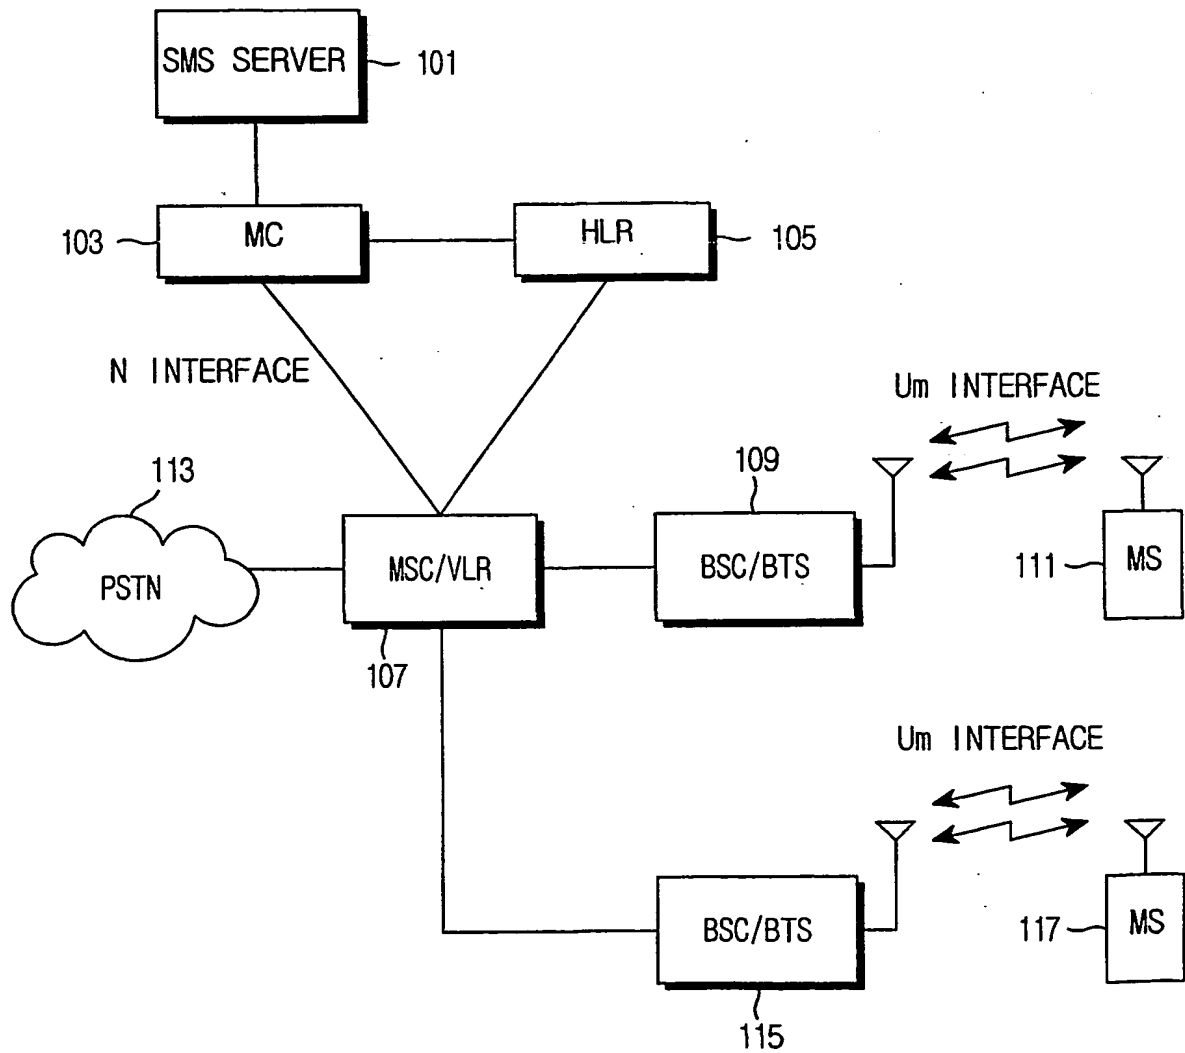 SMS SERVER
101
103
MC
HLR
105
N INTERFACE
Um INTERFACE
113
109
PSTN
MSC/VLR
BSC/BTS
111
MS
107
Um INTERFACE
BSC/BTS
117
MS
115